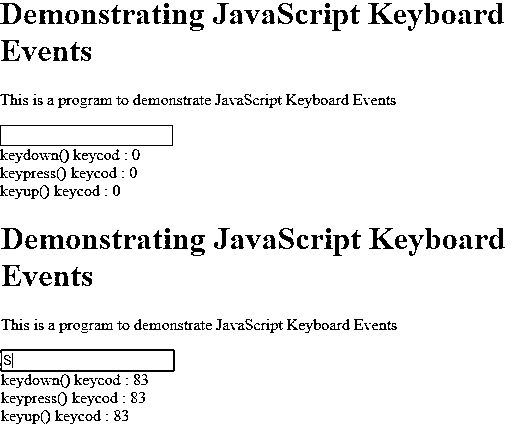 Demonstrating JavaScript Keyboard
Events
This is a program to demonstrate JavaScript Keyboard Events
keydown() keycod : 0
keypress() keycod : 0
keyup() keycod : 0
Demonstrating JavaScript Keyboard
Events
This is a program to demonstrate JavaScript Keyboard Events
S
keydown() keycod : 83
keypress() keycod : 83
keyup() keycod : 83